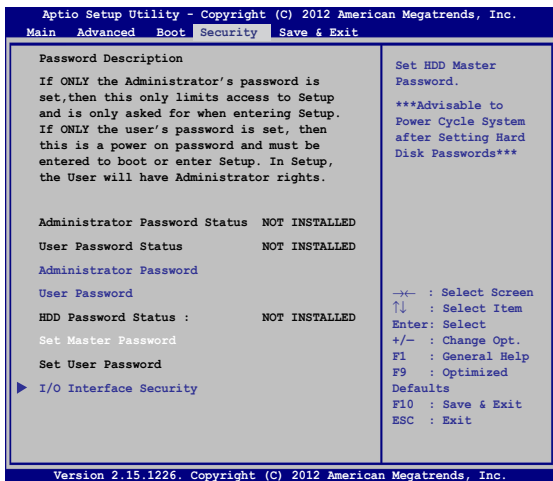 Aptio Setup Utility - Copyright (C) 2012 American Megatrends, Inc.
Main Advanced Boot Security Save & Exit
Password Description
If ONLY the Administrator's password is
set,then this only limits access to Setup
and is only asked for when entering Setup.
If ONLY the user's password is set, then
this is a power on password and must be
entered to boot or enter Setup. In Setup,
the User will have Administrator rights.
Administrator Password Status NOT INSTALLED
User Password Status NOT INSTALLED
Administrator Password
User Password
HDD Password Status : NOT INSTALLED
Set Master Password
Set User Password
I/O Interface Security
Set HDD Master
Password.
***Advisable to
Power Cycle System
after Setting Hard
Disk Passwords***
→← : Select Screen
↑↓ : Select Item
Enter: Select
+/— : Change Opt.
F1 : General Help
F9 : Optimized
Defaults
F10 : Save & Exit
ESC : Exit
Version 2.15.1226. Copyright (C) 2012 American Megatrends, Inc.